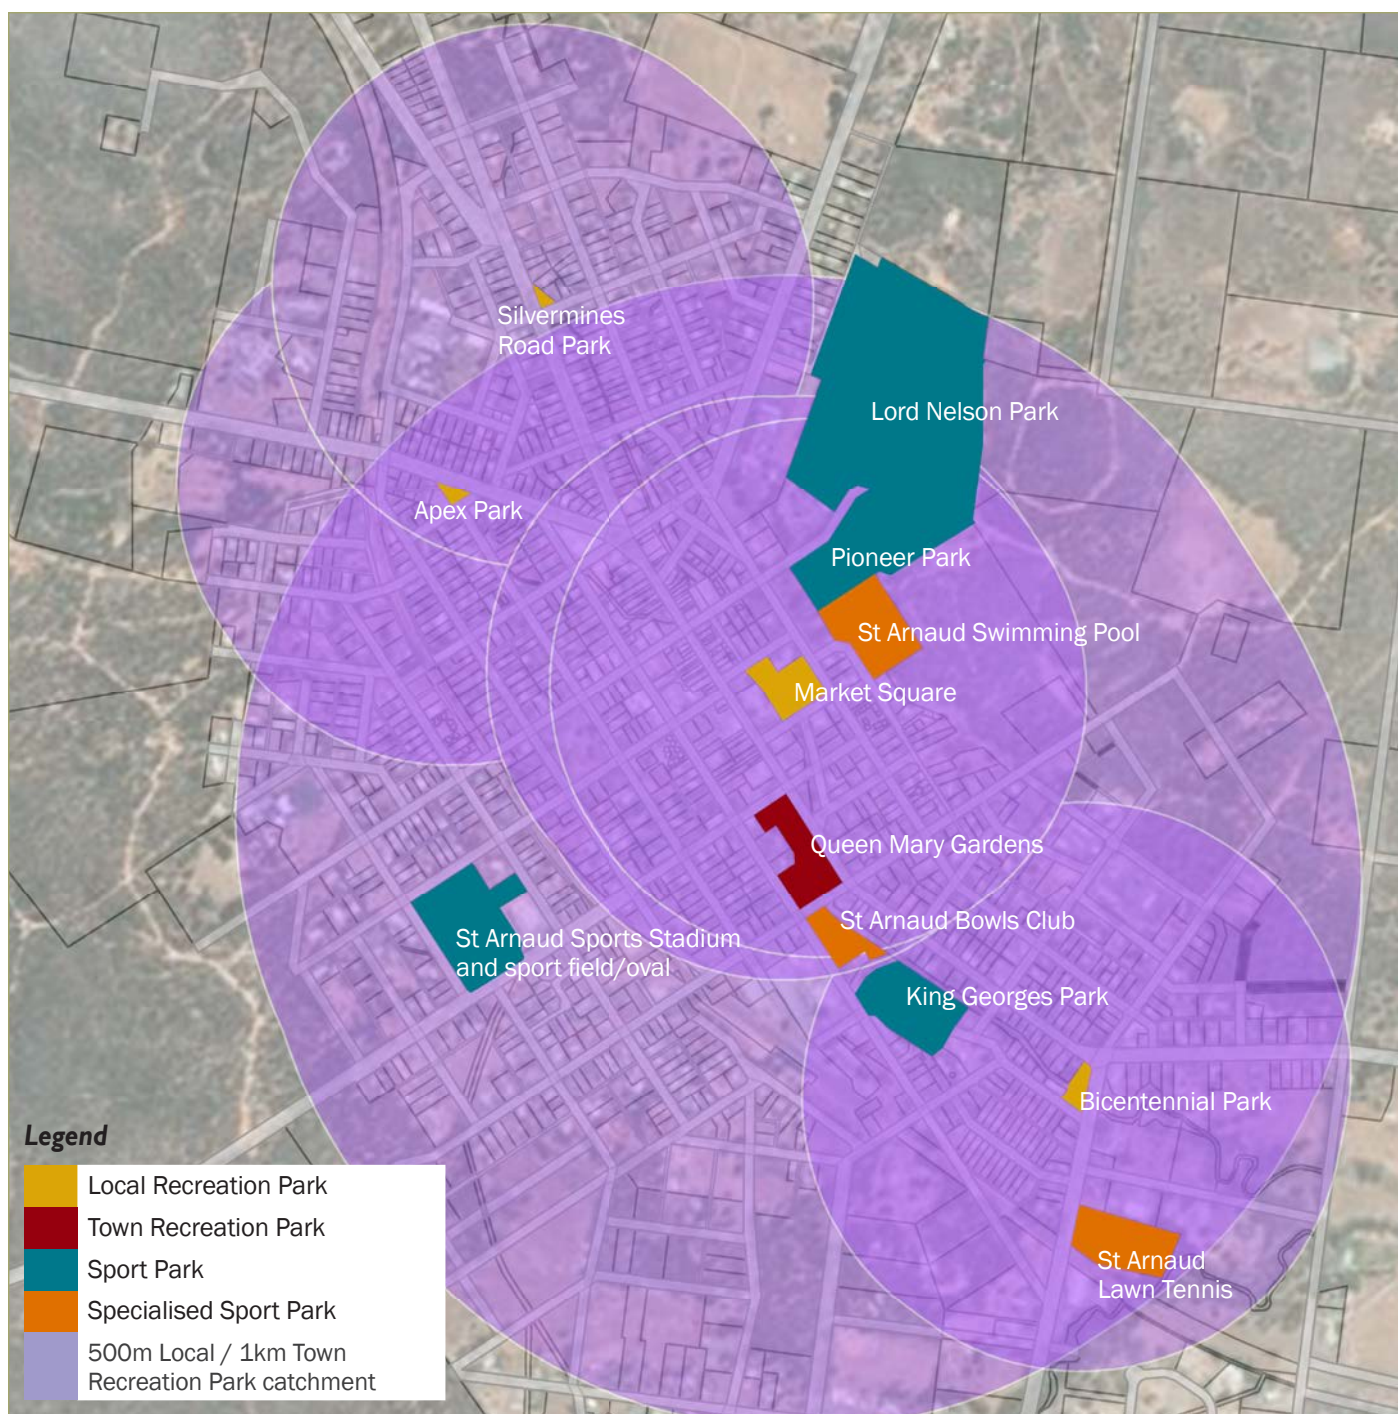 Silvermines
Road Park
Lord Nelson Park
Apex Park
Pioneer Park
St Arnaud Swimming Pool
Market Square
Queen Mary Gardens
St Arnaud Bowls Club
St Arnaud Sports Stadium
and sport field/oval
King Georges Park
Bicentennial Park
St Arnaud
Lawn Tennis
Legend
Local Recreation Park
Town Recreation Park
Sport Park
Specialised Sport Park
500m Local / 1km Town
Recreation Park catchment